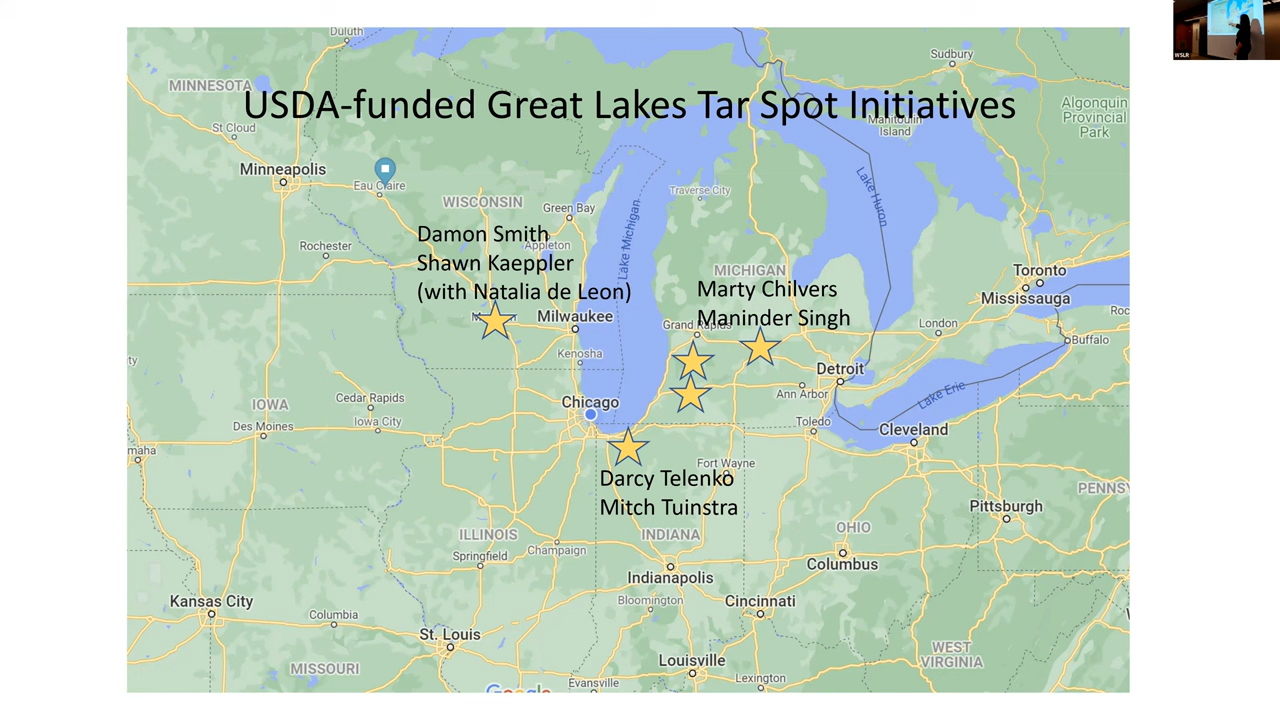 Duluth
Sudbury
MINNESOTA
USDA-funded Great Lakes Tar Spot Initiatives
Algonquin
Provincial
Park
Manitoulin
Island
St Cloud
Minneapolis
Eau Claire
Traverse City
Lake Huron
WISCONSIN
Green Bay
Lake Michigan
Damon Smith
Appleton
Rochester
Shawn Kaeppler
(with Natalia de Leon)
MICHIGAN
Toronto
Mississauga
Marty Chilvers
Maninder Singh
Milwaukee
Grand Rapids
London
Roc
Buffalo
Kenosha
Detroit
Ann Arbor
Lake Erie
IOWA
Cedar Rapids
Chicago
Iowa City
Des Moines
Toledo
Cleveland
maha
Fort Wayne
Darcy Telenko
Mitch Tuinstra
PENNSY
Pittsburgh
ILLINOIS
INDIANA
OHIO
Springfield
Champaign
Columbus
Indianapolis
Kansas City
Columbia
Bloomington
Cincinnati
St. Louis
WEST
VIRGINIA
MISSOURI
Louisville
Lexington
Evansville
Google
WSLR